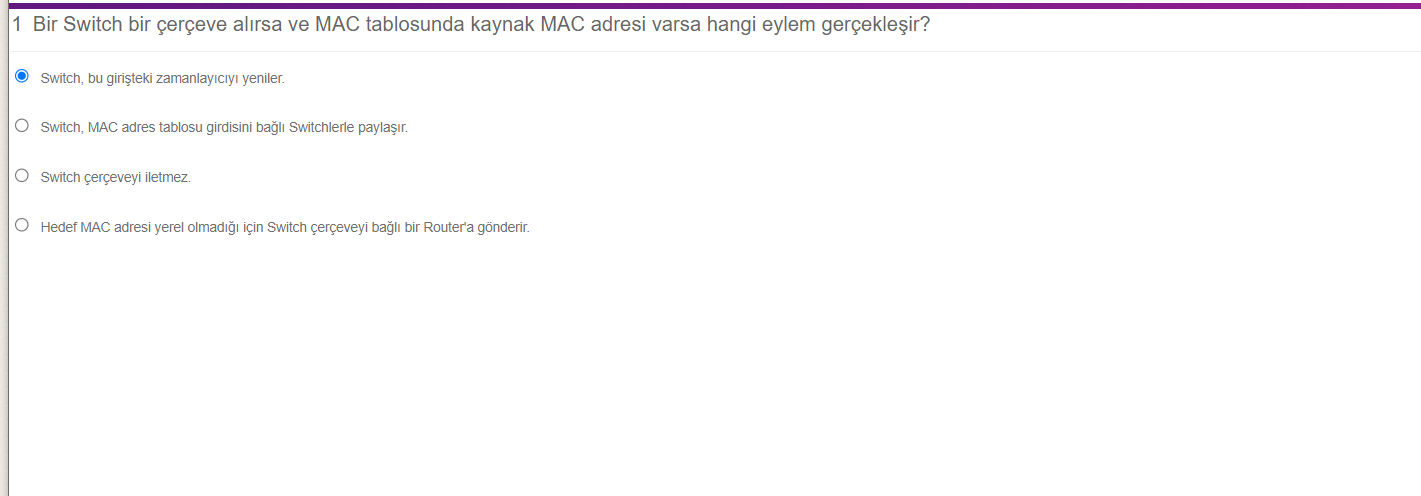 1 Bir Switch bir çerçeve alırsa ve MAC tablosunda kaynak MAC adresi varsa hangi eylem gerçekleşir?
Switch, bu girişteki zamanlayıcıyı yeniler.
Switch, MAC adres tablosu girdisini bağlı Switchlerle paylaşır.
Switch çerçeveyi iletmez.
Hedef MAC adresi yerel olmadığı için Switch çerçeveyi bağlı bir Router'a gönderir.